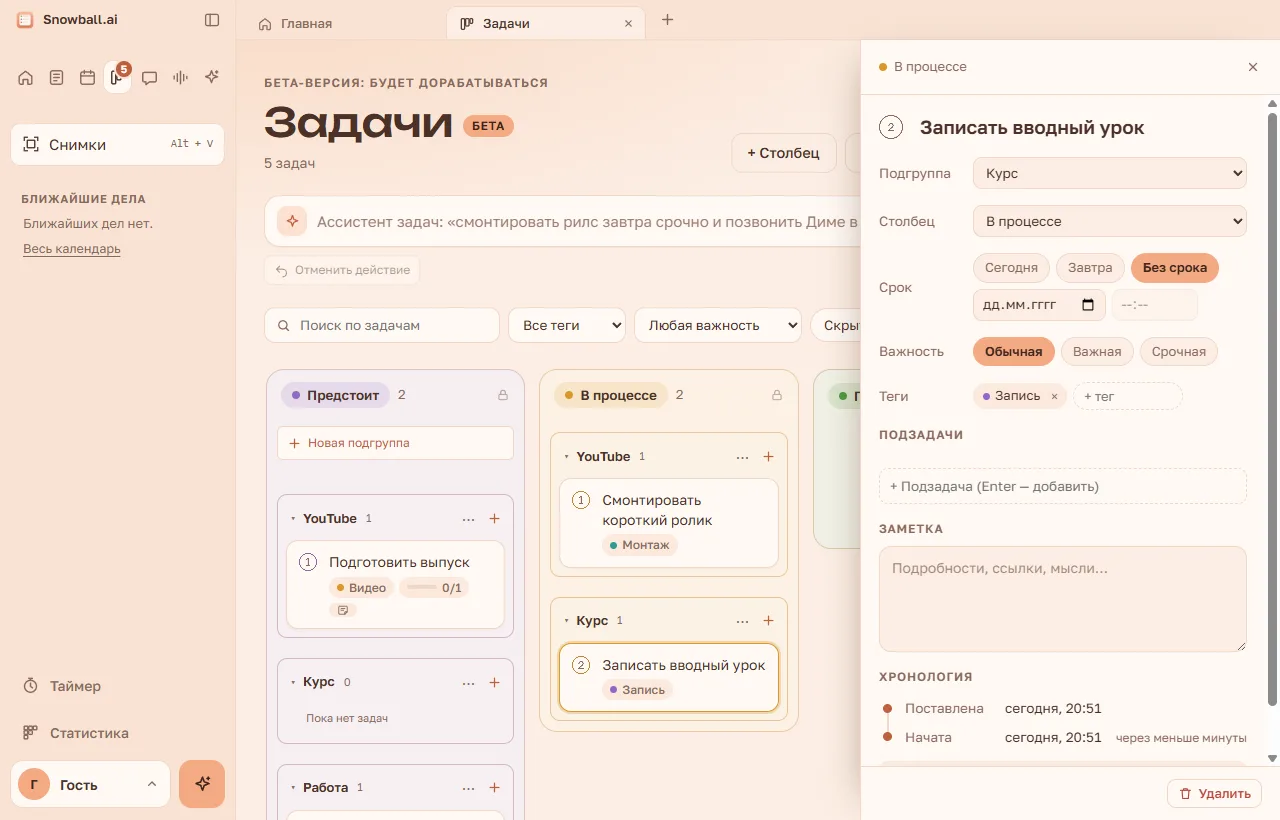 Snowball.ai
Главная
Задачи
5
Снимки
Alt + V
БЛИЖАЙШИЕ ДЕЛА
Ближайших дел нет.
Весь календарь
Таймер
Статистика
Г
Гость
БЕТА-ВЕРСИЯ: БУДЕТ ДОРАБАТЫВАТЬСЯ
Задачи БЕТА
5 задач
+ Столбец
Ассистент задач: «смонтировать рилс завтра срочно и позвонить Диме в
Отменить действие
Поиск по задачам
Все теги
Любая важность
Предстоит 2
+ Новая подгруппа
YouTube 1 ... +
1 Подготовить выпуск
Видео 0/1
Курс 0 ... +
Пока нет задач
Работа 1 ... +
В процессе 2
YouTube 1 ... +
1 Смонтировать
короткий ролик
Монтаж
Курс 1 ... +
2 Записать вводный урок
Запись
В процессе
2 Записать вводный урок
Подгруппа Курс
Столбец В процессе
Срок
Сегодня Завтра Без срока
дд.мм.гггг --:--
Важность Обычная Важная Срочная
Теги Запись × + тег
ПОДЗАДАЧИ
+ Подзадача (Enter — добавить)
ЗАМЕТКА
Подробности, ссылки, мысли...
ХРОНОЛОГИЯ
Поставлена сегодня, 20:51
Начата сегодня, 20:51 через меньше минуты
Удалить